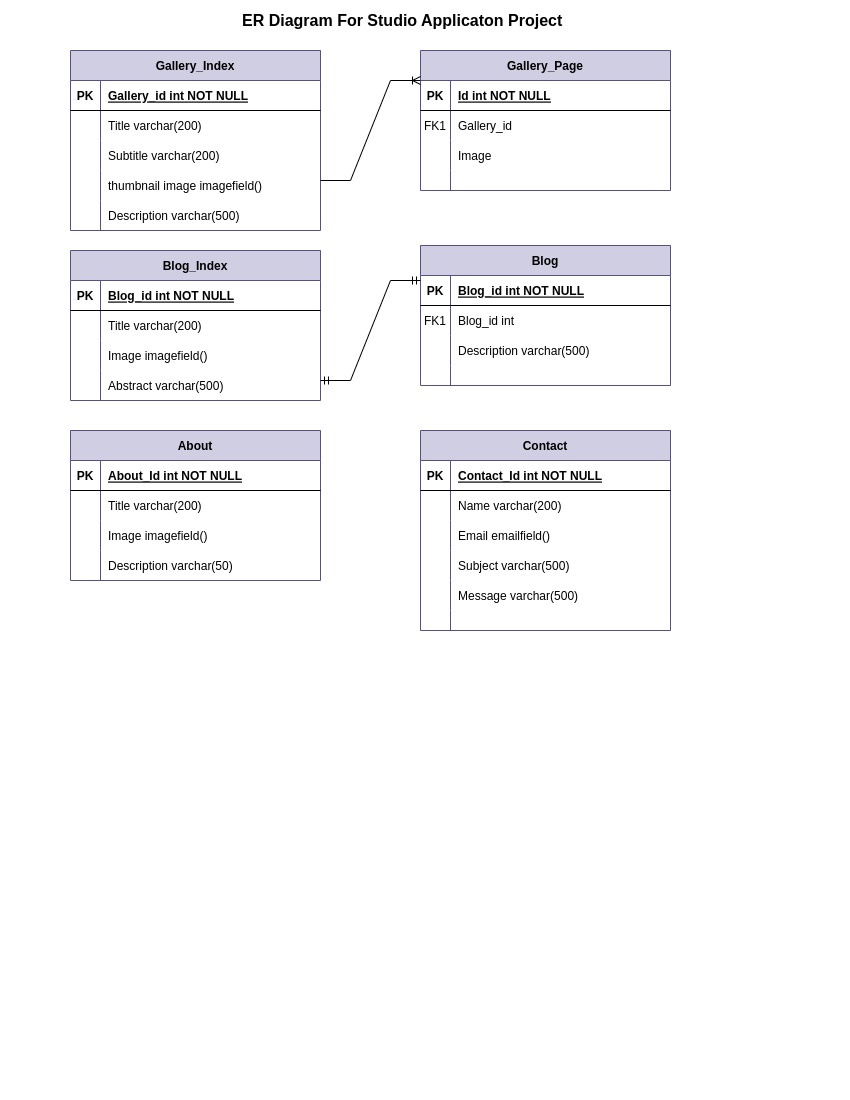 ER Diagram For Studio Applicaton Project
Gallery_Index
PK Gallery_id int NOT NULL
Title varchar(200)
Subtitle varchar(200)
thumbnail image imagefield()
Description varchar(500)
Gallery_Page
PK Id int NOT NULL
FK1 Gallery_id
Image
Blog_Index
PK Blog_id int NOT NULL
Title varchar(200)
Image imagefield()
Abstract varchar(500)
Blog
PK Blog_id int NOT NULL
FK1 Blog_id int
Description varchar(500)
About
PK About_Id int NOT NULL
Title varchar(200)
Image imagefield()
Description varchar(50)
Contact
PK Contact_Id int NOT NULL
Name varchar(200)
Email emailfield()
Subject varchar(500)
Message varchar(500)